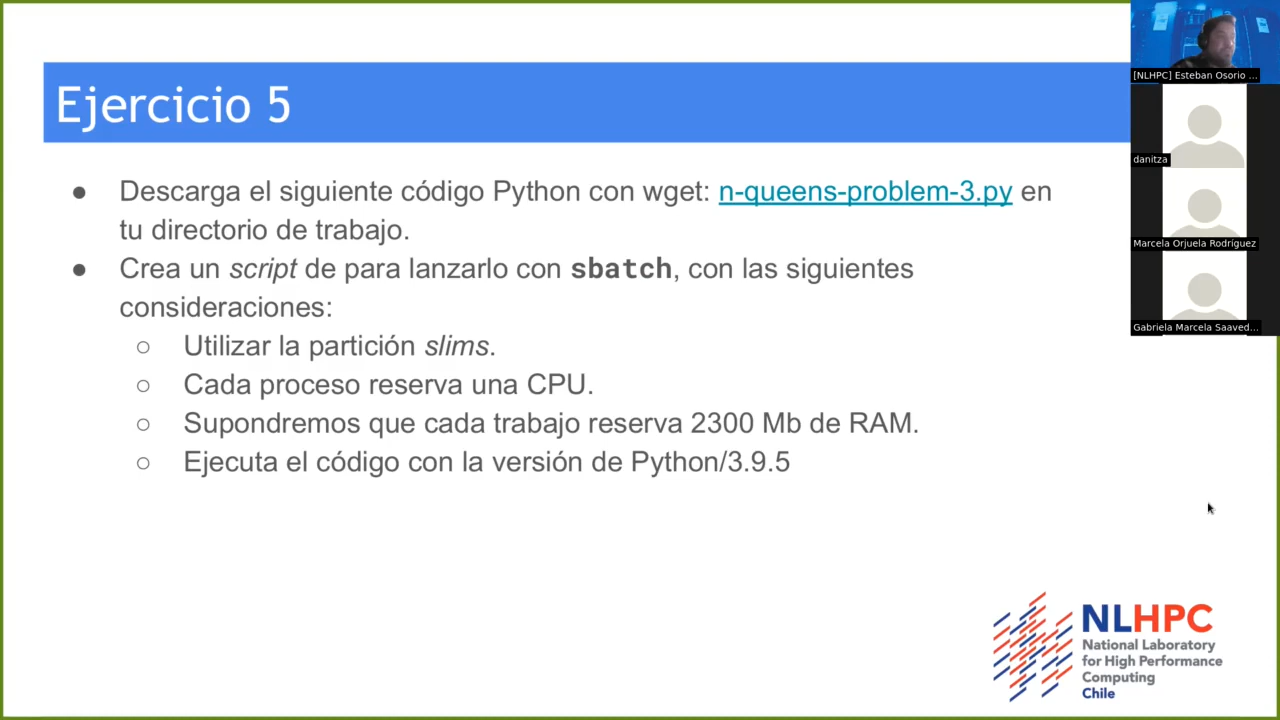 Ejercicio 5
● Descarga el siguiente código Python con wget: n-queens-problem-3.py en
tu directorio de trabajo.
● Crea un script de para lanzarlo con sbatch, con las siguientes
consideraciones:
○ Utilizar la partición slims.
○ Cada proceso reserva una CPU.
○ Supondremos que cada trabajo reserva 2300 Mb de RAM.
○ Ejecuta el código con la versión de Python/3.9.5
[NLHPC] Esteban Osorio ...
danitza
Marcela Orjuela Rodríguez
Gabriela Marcela Saaved...
NLHPC
National Laboratory
for High Performance
Computing
Chile